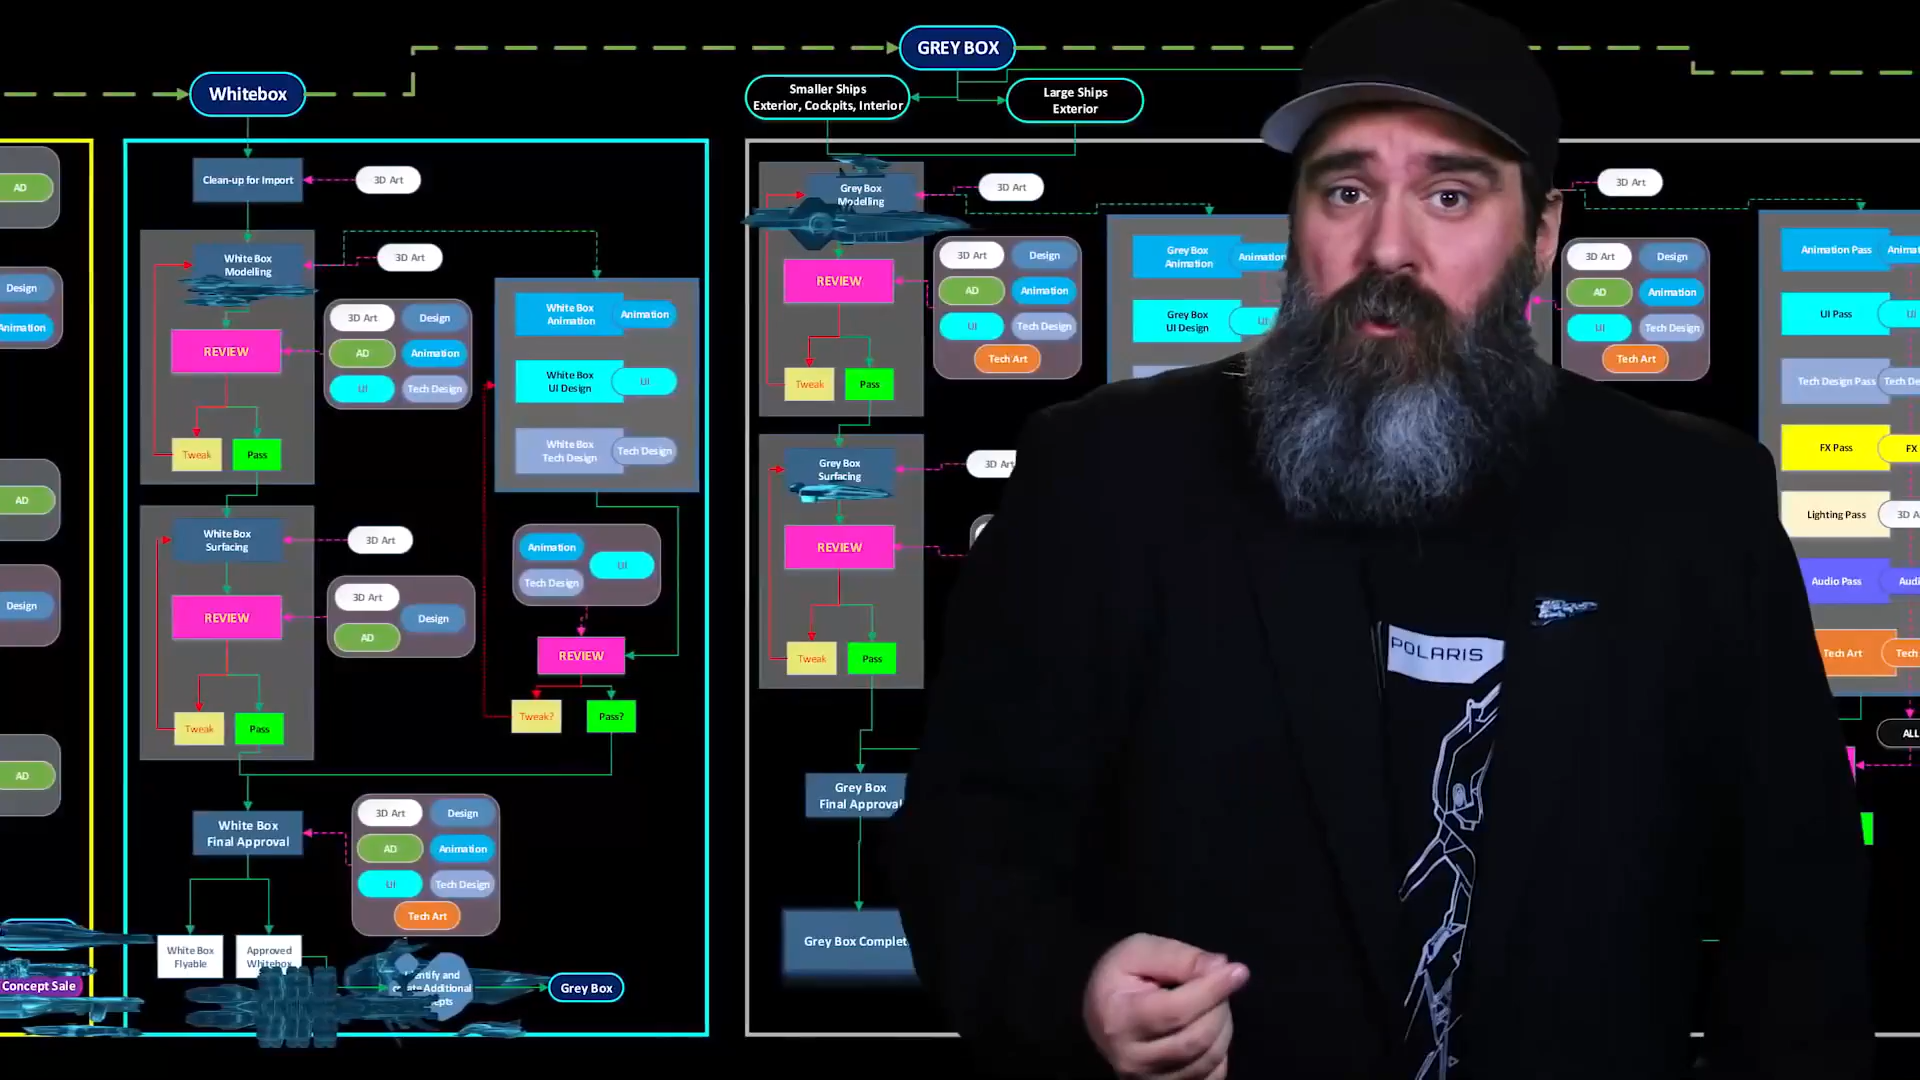 GREY BOX
Whitebox
Smaller Ships
Exterior, Cockpits, Interior
Large Ships
Exterior
AD
Design
Animation
AD
Design
AD
Concept Sale
Clean-up for Import
3D Art
White Box
Modelling
3D Art
REVIEW
3D Art
Design
AD
Animation
UI
Tech Design
Tweak
Pass
White Box
Animation
Animation
White Box
UI Design
UI
White Box
Tech Design
Tech Design
White Box
Surfacing
3D Art
REVIEW
3D Art
Design
AD
Tweak
Pass
Animation
UI
Tech Design
REVIEW
Tweak?
Pass?
White Box
Final Approval
3D Art
Design
AD
Animation
UI
Tech Design
Tech Art
White Box
Flyable
Approved
Whitebox
Additional
Grey Box
Grey Box
Modelling
3D Art
REVIEW
3D Art
Design
AD
Animation
UI
Tech Design
Tech Art
Tweak
Pass
Grey Box
Animation
Animation
Grey Box
UI Design
UI
Grey Box
Surfacing
3D Art
REVIEW
Tweak
Pass
Grey Box
Final Approval
Grey Box
3D Art
3D Art
Design
AD
Animation
UI
Tech Design
Tech Art
Animation Pass
UI Pass
UI
Tech Design Pass
FX Pass
FX
Lighting Pass
Audio Pass
Tech Art
ALL
POLARIS